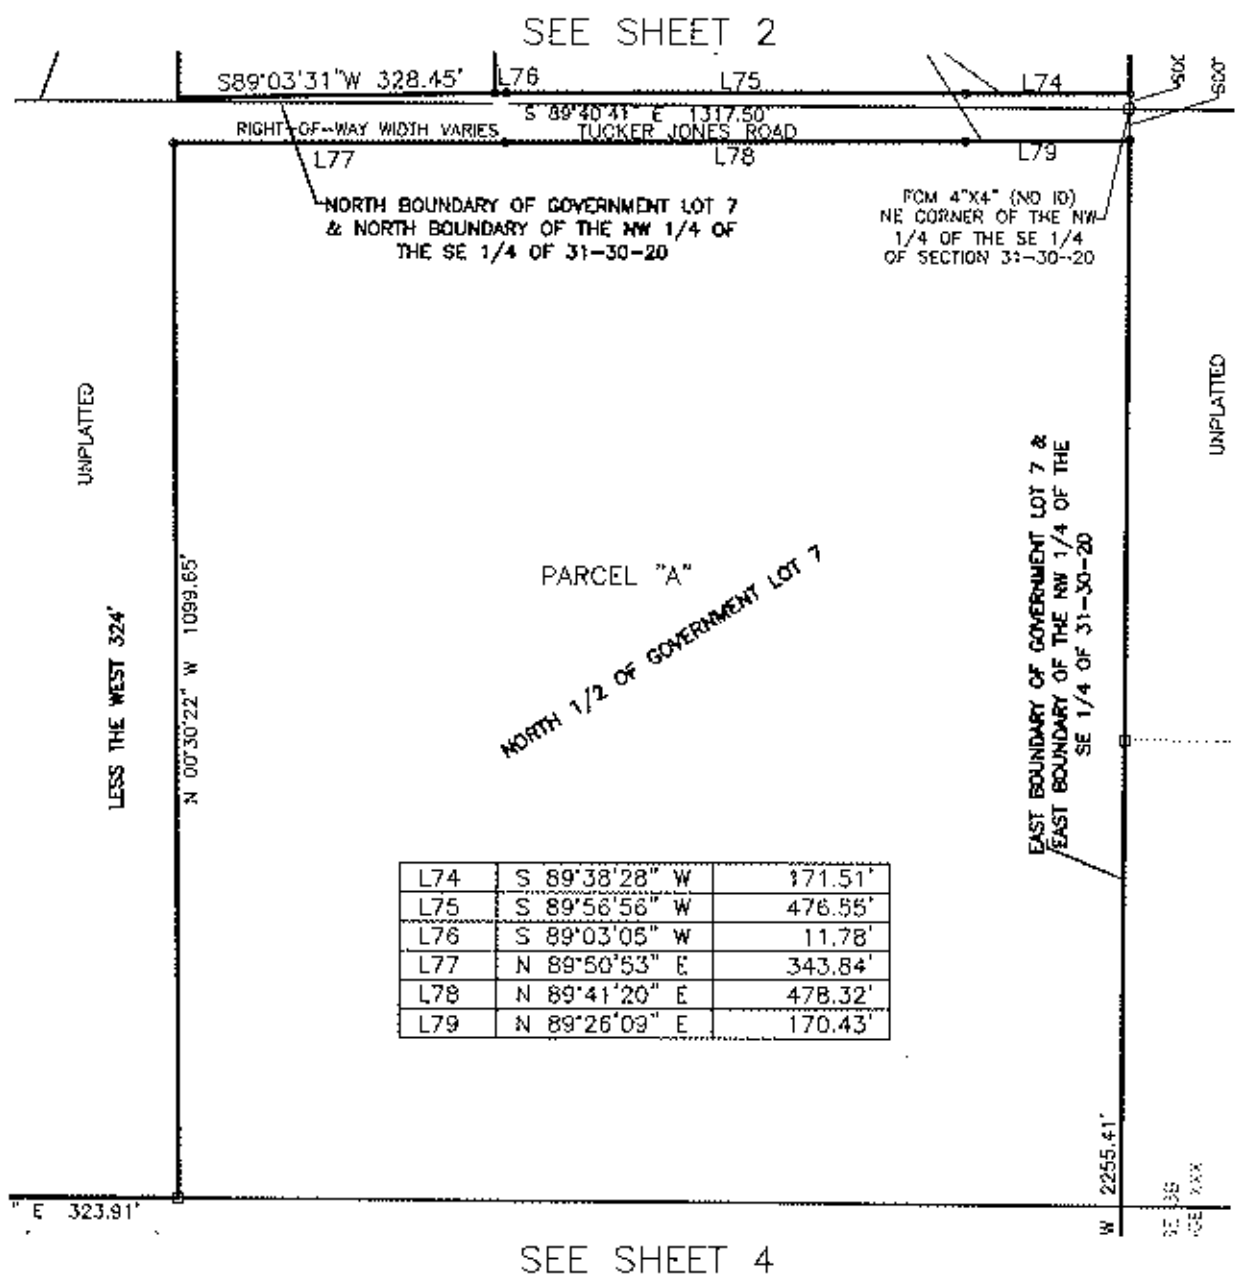 SEE SHEET 2
S89°03'31"W 328.45'
L76
L75
L74
S 89°40'41" E 1317.50'
RIGHT-OF-WAY WIDTH VARIES
TUCKER JONES ROAD
L77
L78
L79
NORTH BOUNDARY OF GOVERNMENT LOT 7
& NORTH BOUNDARY OF THE NW 1/4 OF
THE SE 1/4 OF 31-30-20
FCM 4"X4" (NO ID)
NE CORNER OF THE NW
1/4 OF THE SE 1/4
OF SECTION 31-30-20
UNPLATTED
UNPLATTED
LESS THE WEST 324'
N 00°30'22" W 1099.65'
PARCEL "A"
NORTH 1/2 OF GOVERNMENT LOT 7
EAST BOUNDARY OF GOVERNMENT LOT 7 &
EAST BOUNDARY OF THE NW 1/4 OF THE
SE 1/4 OF 31-30-20
L74 S 89°38'28" W 171.51'
L75 S 89°56'56" W 476.55'
L76 S 89°03'05" W 11.78'
L77 N 89°50'53" E 343.84'
L78 N 89°41'20" E 478.32'
L79 N 89°26'09" E 170.43'
W 2255.41'
" E 323.91'
SEE SHEET 4